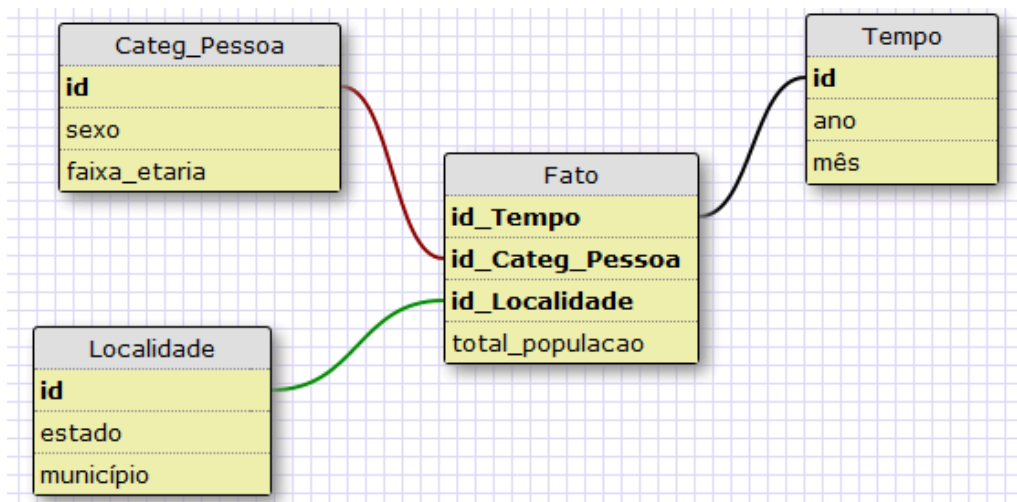 Categ_Pessoa
id
sexo
faixa_etaria
Tempo
id
ano
mês
Fato
id_Tempo
id_Categ_Pessoa
id_Localidade
total_populacao
Localidade
id
estado
município